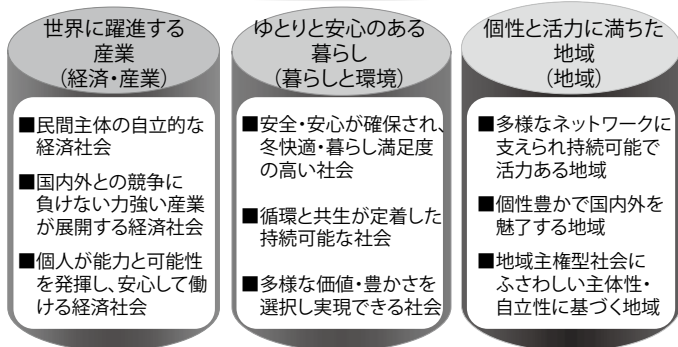 世界に躍進する
産業
（経済・産業）
■民間主体の自立的な
経済社会
■国内外との競争に
負けない力強い産業
が展開する経済社会
■個人が能力と可能性
を発揮し、安心して働
ける経済社会
ゆとりと安心のある
暮らし
（暮らしと環境）
■安全・安心が確保され、
冬快適・暮らし満足度
の高い社会
■循環と共生が定着した
持続可能な社会
■多様な価値・豊かさを
選択し実現できる社会
個性と活力に満ちた
地域
（地域）
■多様なネットワークに
支えられ持続可能で
活力ある地域
■個性豊かで国内外を
魅了する地域
■地域主権型社会に
ふさわしい主体性・
自立性に基づく地域